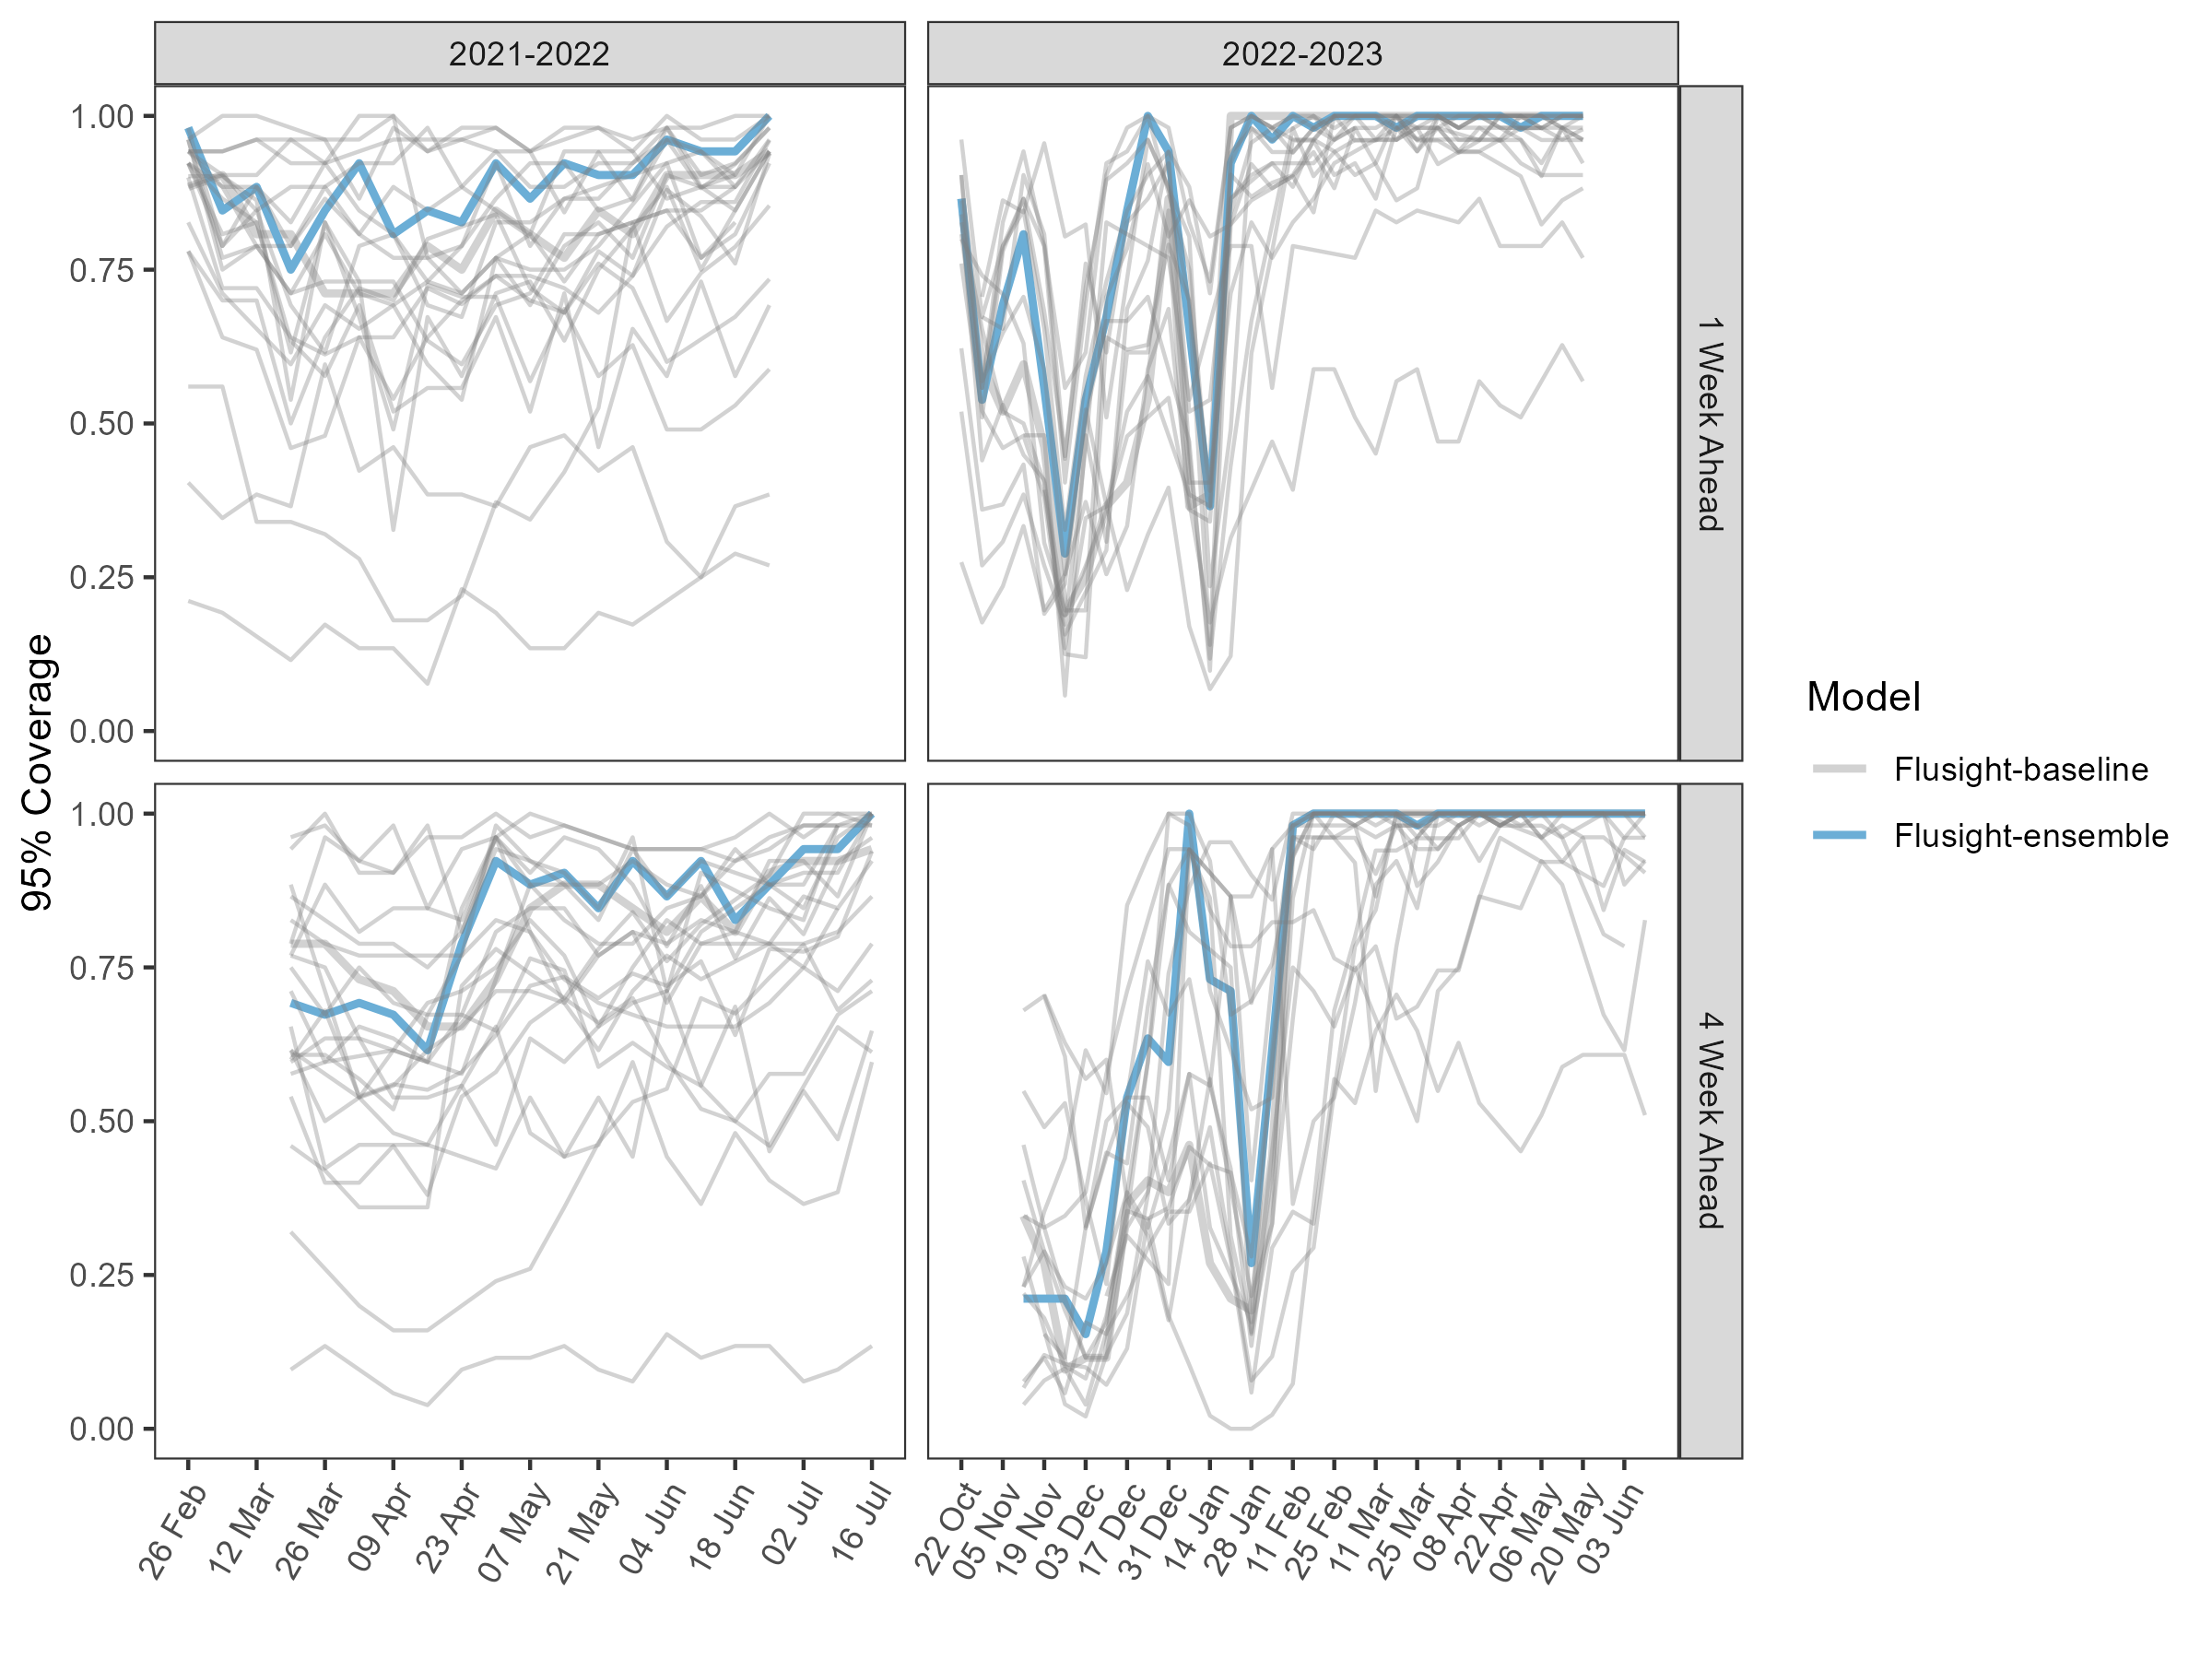 2021-2022
2022-2023
1.00
0.75
0.50
0.25
0.00
1 Week Ahead
95% Coverage
1.00
0.75
0.50
0.25
0.00
4 Week Ahead
26 Feb
12 Mar
26 Mar
09 Apr
23 Apr
07 May
21 May
04 Jun
18 Jun
02 Jul
16 Jul
22 Oct
05 Nov
19 Nov
03 Dec
17 Dec
31 Dec
14 Jan
28 Jan
11 Feb
25 Feb
11 Mar
25 Mar
08 Apr
22 Apr
06 May
20 May
03 Jun
Model
Flusight-baseline
Flusight-ensemble